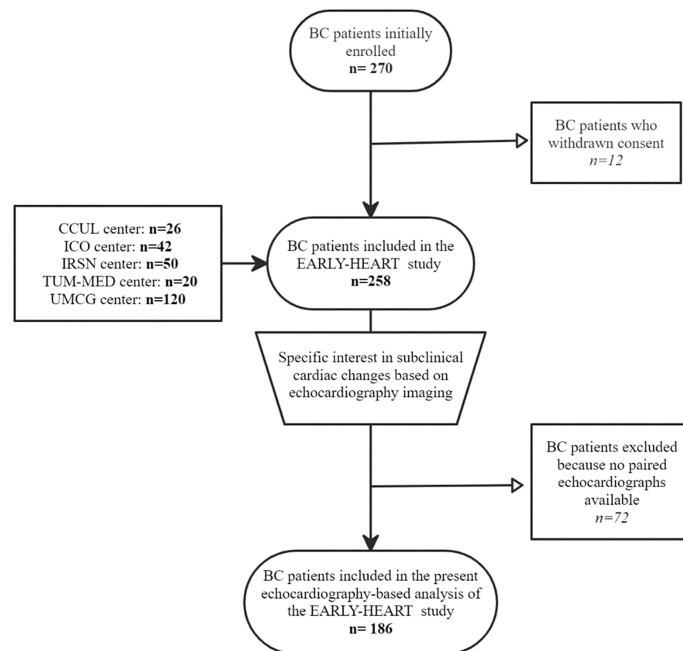 BC patients initially
enrolled
n= 270
BC patients who
withdrawn consent
n=12
CCUL center: n=26
ICO center: n=42
IRSN center: n=50
TUM-MED center: n=20
UMCG center: n=120
BC patients included in the
EARLY-HEART study
n=258
Specific interest in subclinical
cardiac changes based on
echocardiography imaging
BC patients excluded
because no paired
echocardiographs
available
n=72
BC patients included in the present
echocardiography-based analysis of
the EARLY-HEART study
n= 186